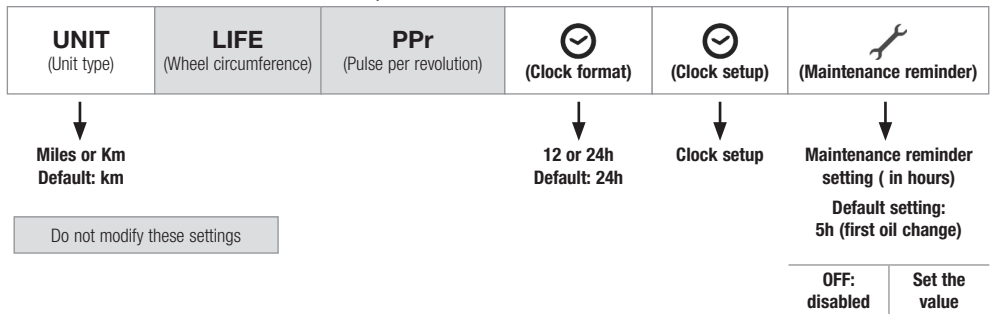 UNIT
(Unit type)
LIFE
(Wheel circumference)
PPr
(Pulse per revolution)
(Clock format)
(Clock setup)
(Maintenance reminder)
Miles or Km
Default: km
12 or 24h
Default: 24h
Clock setup
Maintenance reminder
setting ( in hours)
Default setting:
5h (first oil change)
Do not modify these settings
OFF:
disabled
Set the
value